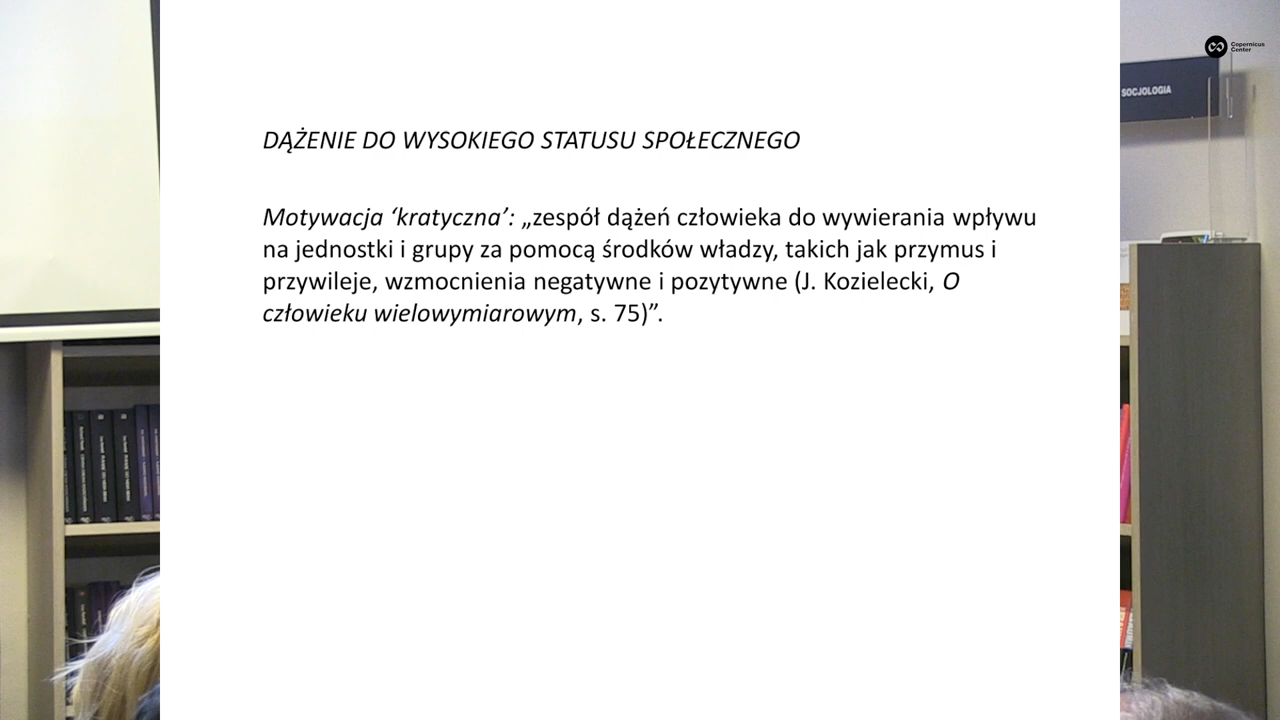 Copernicus
Center
SOCJOLOGIA
DĄŻENIE DO WYSOKIEGO STATUSU SPOŁECZNEGO
Motywacja ‘kratyczna’: „zespół dążeń człowieka do wywierania wpływu
na jednostki i grupy za pomocą środków władzy, takich jak przymus i
przywileje, wzmocnienia negatywne i pozytywne (J. Kozielecki, O
człowieku wielowymiarowym, s. 75)”.